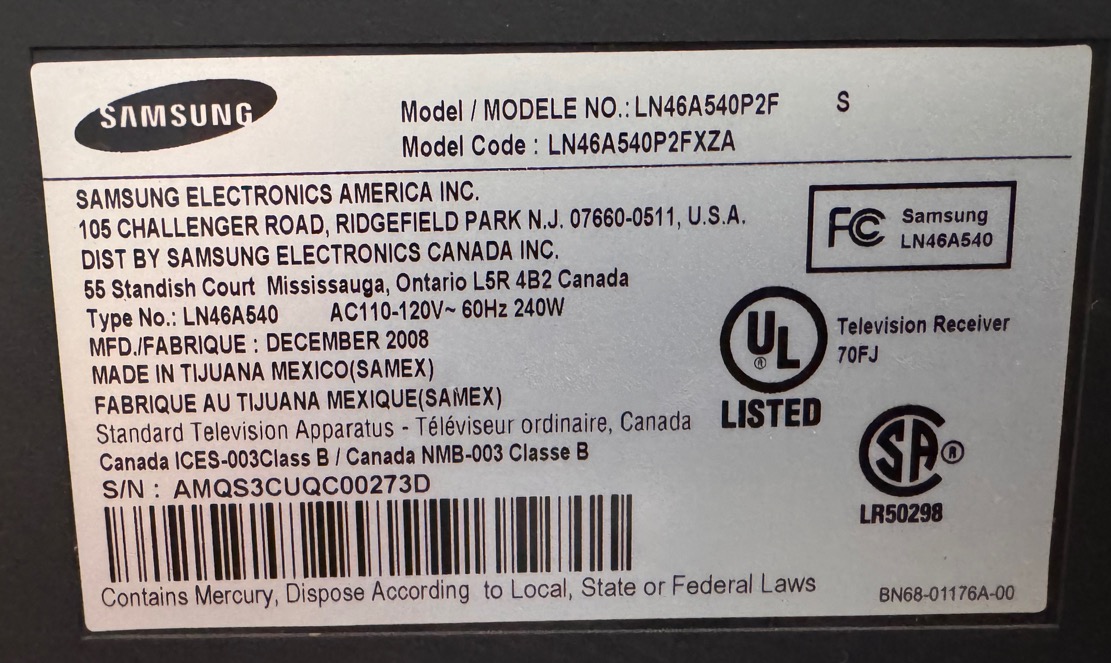 SAMSUNG
Model / MODELE NO.: LN46A540P2F S
Model Code : LN46A540P2FXZA
SAMSUNG ELECTRONICS AMERICA INC.
105 CHALLENGER ROAD, RIDGEFIELD PARK N.J. 07660-0511, U.S.A.
DIST BY SAMSUNG ELECTRONICS CANADA INC.
55 Standish Court Mississauga, Ontario L5R 4B2 Canada
Type No.: LN46A540 AC110-120V~ 60Hz 240W
MFD./FABRIQUE : DECEMBER 2008
MADE IN TIJUANA MEXICO(SAMEX)
FABRIQUE AU TIJUANA MEXIQUE(SAMEX)
Standard Television Apparatus - Téléviseur ordinaire, Canada
Canada ICES-003Class B / Canada NMB-003 Classe B
S/N : AMQS3CUQC00273D
Contains Mercury, Dispose According to Local, State or Federal Laws
FC Samsung
LN46A540
UL ®
LISTED
Television Receiver
70FJ
SA ®
LR50298
BN68-01176A-00